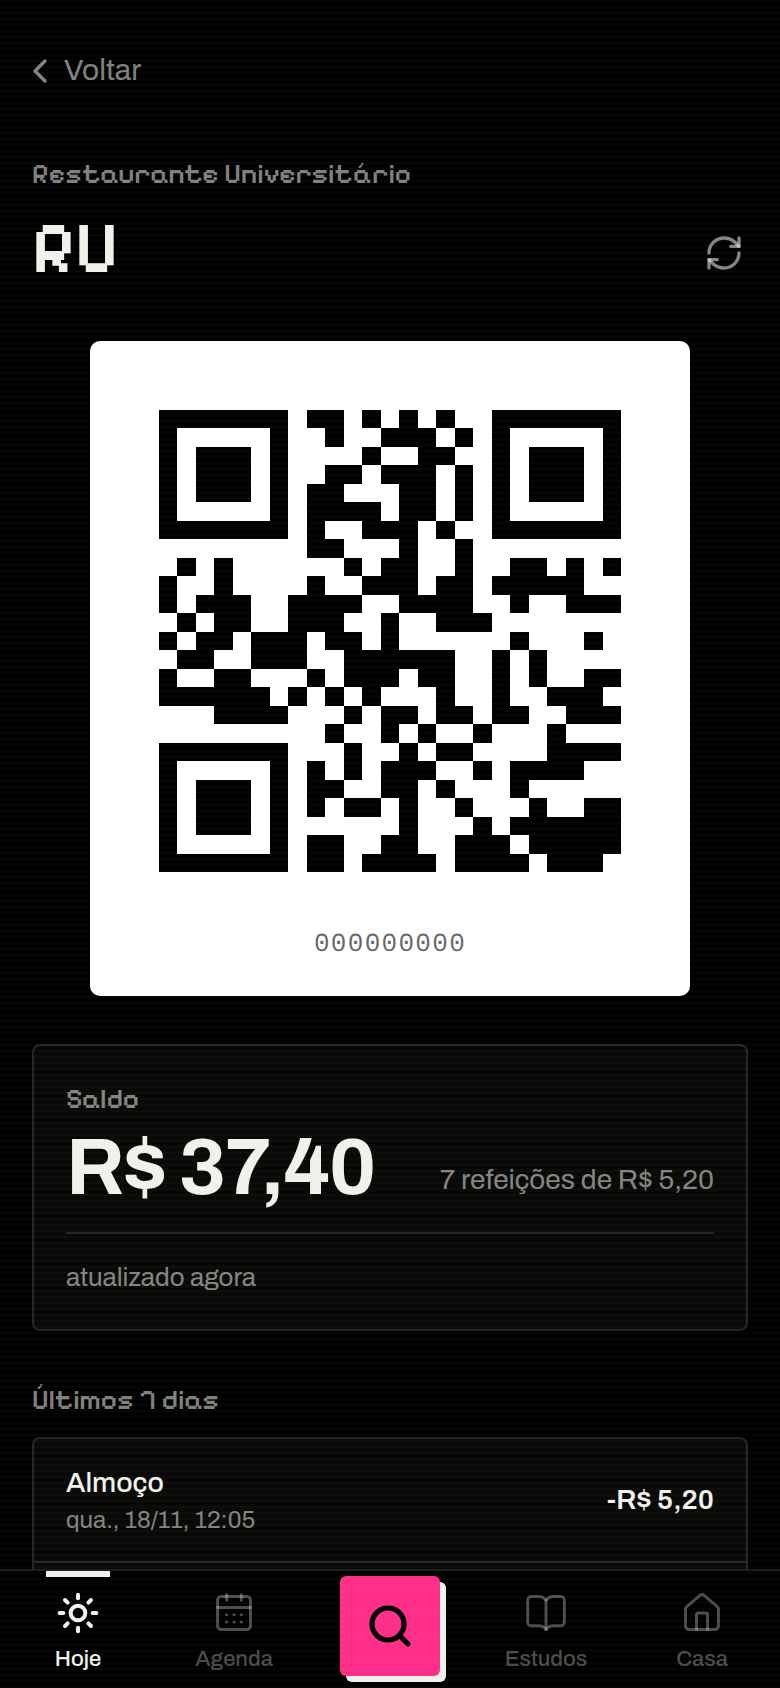 Voltar
Restaurante Universitário
RU
000000000
Saldo
R$ 37,40
7 refeições de R$ 5,20
atualizado agora
Últimos 7 dias
Almoço
-R$ 5,20
qua., 18/11, 12:05
Hoje
Agenda
Estudos
Casa